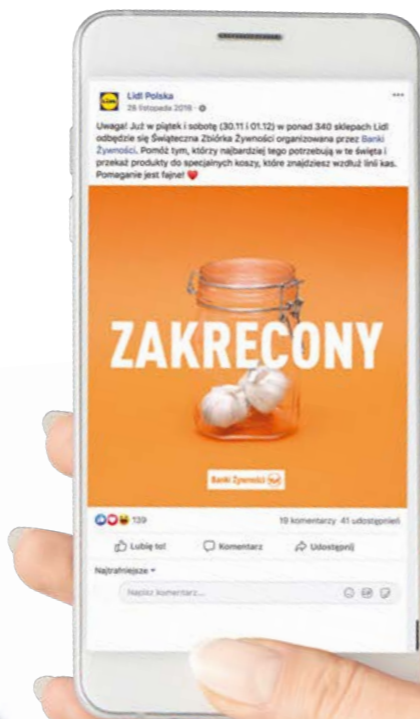 Lidl Polska
28 listopada 2018
Uwaga! Już w piątek i sobotę (30.11 i 01.12) w ponad 340 sklepach Lidl
odbędzie się Świąteczna Zbiórka Żywności organizowana przez Banki
Żywności. Pomóż tym, którzy najbardziej tego potrzebują w te święta i
przekaż produkty do specjalnych koszy, które znajdziesz wzdłuż linii kas.
Pomaganie jest fajne! ❤
ZAKRĘCONY
Banki Żywności
139
19 komentarzy 41 udostępnień
Lubię to! Komentarz Udostępnij
Najtrafniejsze
Napisz komentarz...
GIF